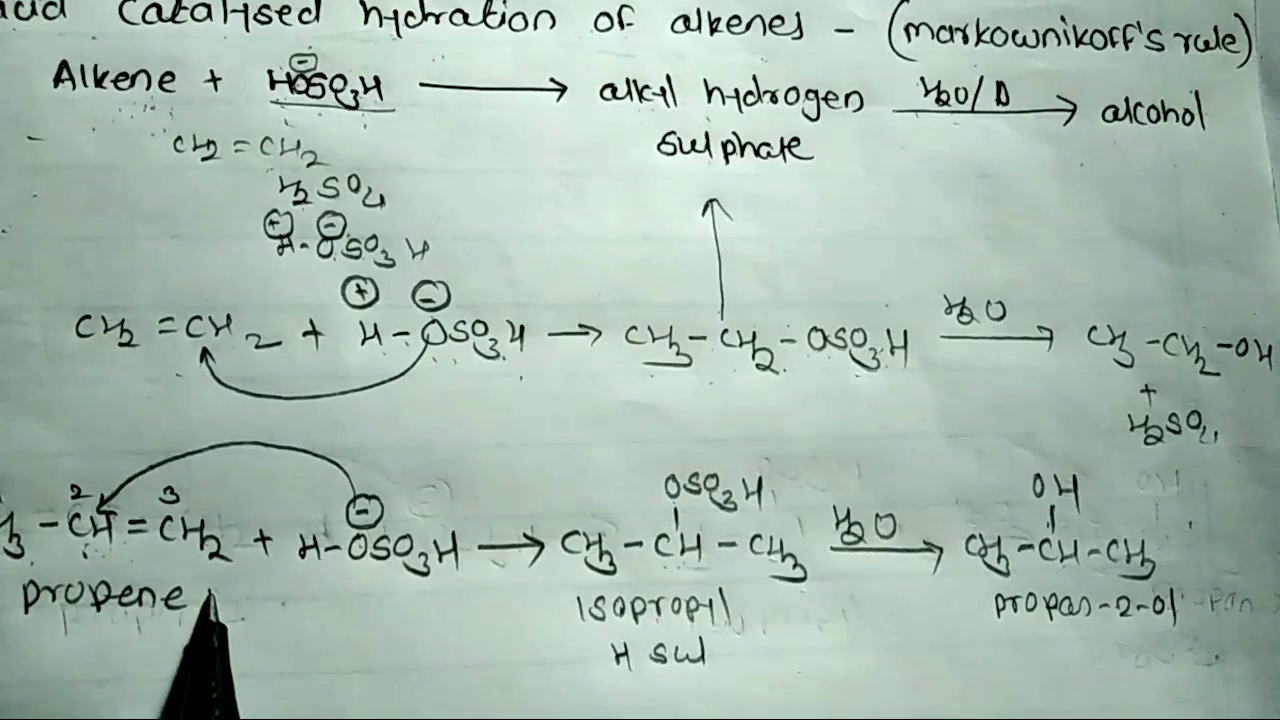 acid catalysed hydration of alkenes - (markownikoff's rule)
Alkene + HOSO3H ⟶ alkyl hydrogen sulphate H2O/Δ ⟶ alcohol
CH2 = CH2
H2SO4
H - OSO3H
CH2 = CH2 + H - OSO3H ⟶ CH3 - CH2 - OSO3H H2O ⟶ CH3 - CH2 - OH
+
H2SO4
OSO3H OH
2 3
H3 - CH = CH2 + H - OSO3H ⟶ CH3 - CH - CH3 H2O ⟶ CH3 - CH - CH3
propene isopropyl propan-2-ol
H sul